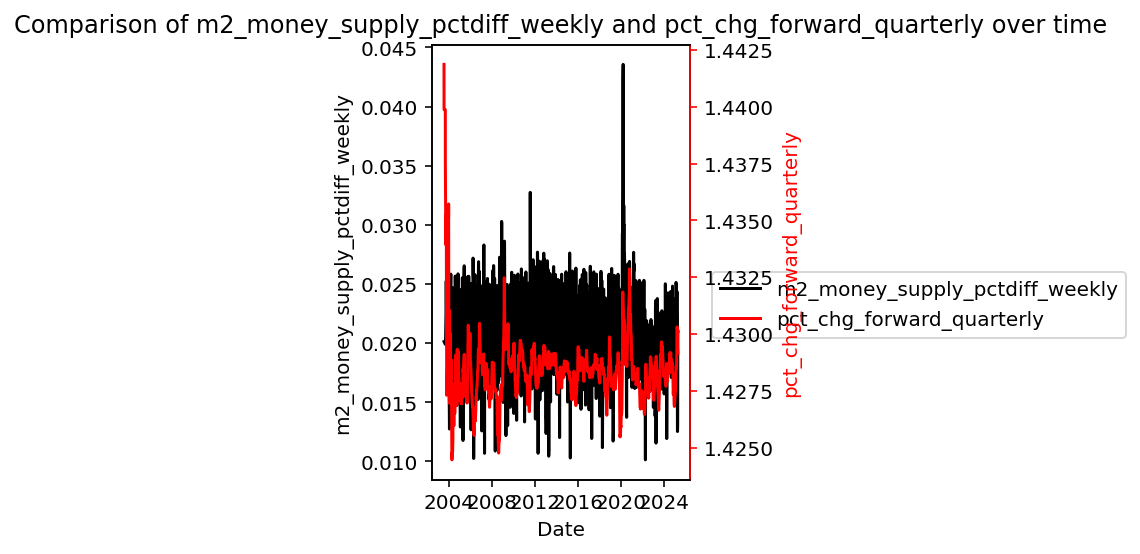 Comparison of m2_money_supply_pctdiff_weekly and pct_chg_forward_quarterly over time
m2_money_supply_pctdiff_weekly
0.045
0.040
0.035
0.030
0.025
0.020
0.015
0.010
1.4425
1.4400
1.4375
1.4350
1.4325
1.4300
1.4275
1.4250
pct_chg_forward_quarterly
m2_money_supply_pctdiff_weekly
pct_chg_forward_quarterly
2004 2008 2012 2016 2020 2024
Date